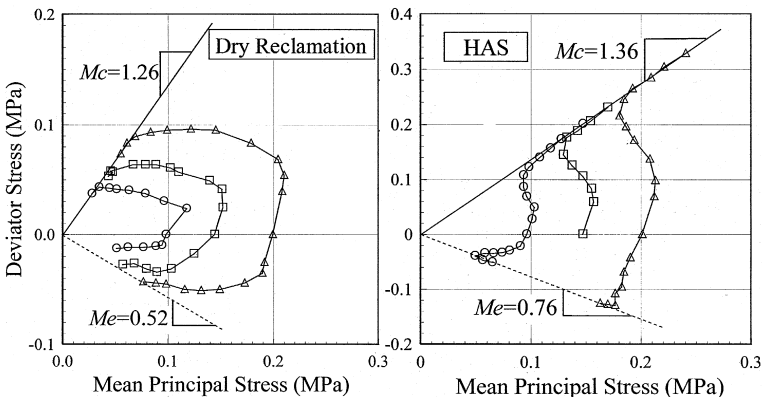 0.2
0.1
0.0
-0.1
0.0
0.1
0.2
0.3
Deviator Stress (MPa)
Mean Principal Stress (MPa)
Dry Reclamation
Mc=1.26
Me=0.52
0.4
0.3
0.2
0.1
0.0
-0.1
-0.2
0
0.1
0.2
0.3
Mean Principal Stress (MPa)
HAS
Mc=1.36
Me=0.76